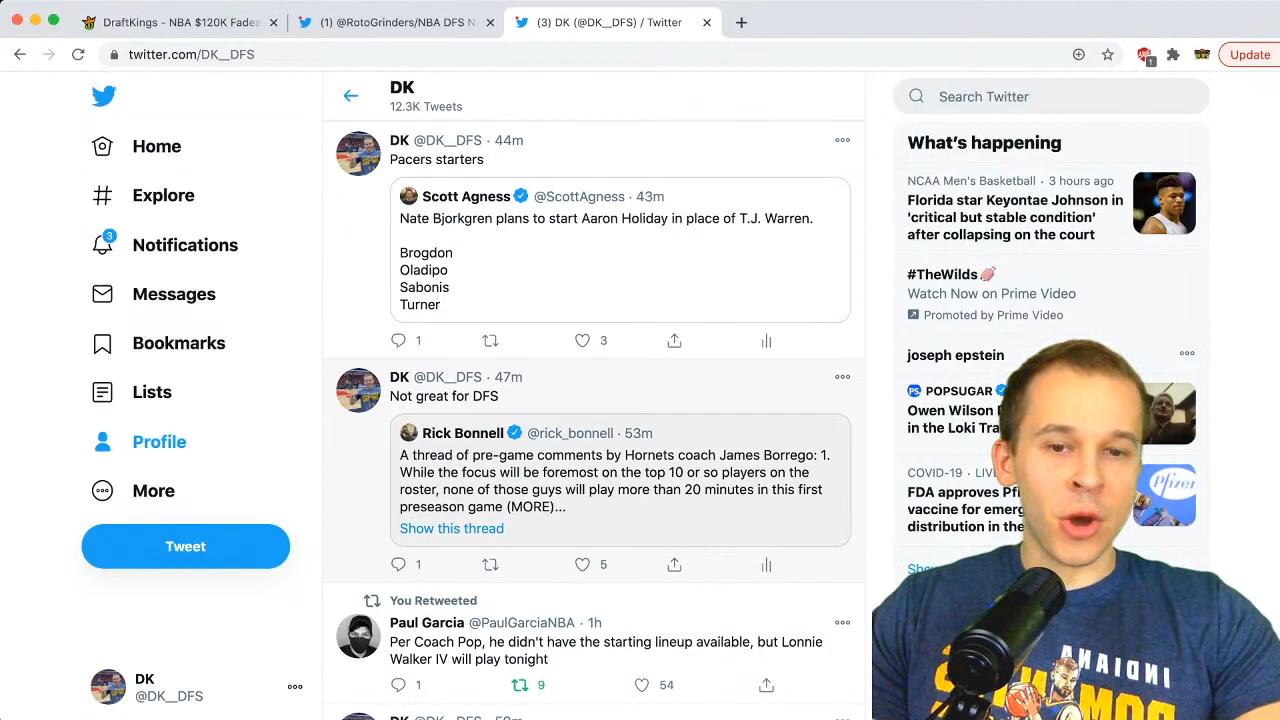 DraftKings - NBA $120K Fadea
(1) @RotoGrinders/NBA DFS N
(3) DK (@DK__DFS) / Twitter
twitter.com/DK__DFS
1
Update
DK
12.3K Tweets
Search Twitter
Home
Explore
3
Notifications
Messages
Bookmarks
Lists
Profile
More
Tweet
DK
@DK__DFS
DK @DK__DFS · 44m
Pacers starters
Scott Agness @ScottAgness · 43m
Nate Bjorkgren plans to start Aaron Holiday in place of T.J. Warren.
Brogdon
Oladipo
Sabonis
Turner
1
3
DK @DK__DFS · 47m
Not great for DFS
Rick Bonnell @rick_bonnell · 53m
A thread of pre-game comments by Hornets coach James Borrego: 1.
While the focus will be foremost on the top 10 or so players on the
roster, none of those guys will play more than 20 minutes in this first
preseason game (MORE)...
Show this thread
1
5
You Retweeted
Paul Garcia @PaulGarciaNBA · 1h
Per Coach Pop, he didn't have the starting lineup available, but Lonnie
Walker IV will play tonight
1
9
54
What's happening
NCAA Men's Basketball · 3 hours ago
Florida star Keyontae Johnson in
'critical but stable condition'
after collapsing on the court
#TheWilds
Watch Now on Prime Video
Promoted by Prime Video
joseph epstein
PS. POPSUGAR
Owen Wilson
in the Loki Tra
COVID-19 · LIV
FDA approves Pf
vaccine for emerg
distribution in the
Pfizer
INDIANA